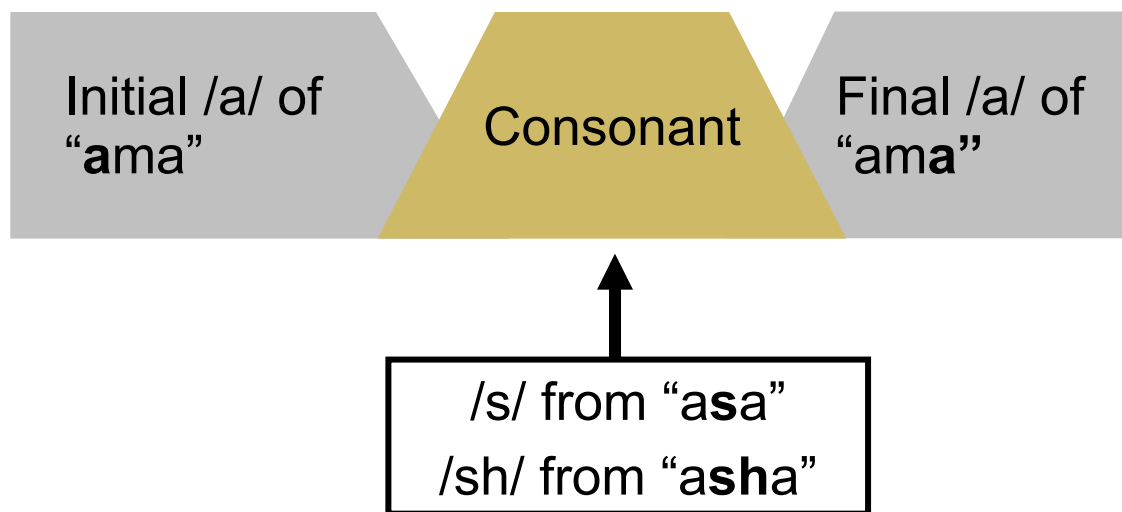 Initial /a/ of
“ama”
Consonant
Final /a/ of
“ama”
/s/ from “asa”
/sh/ from “asha”